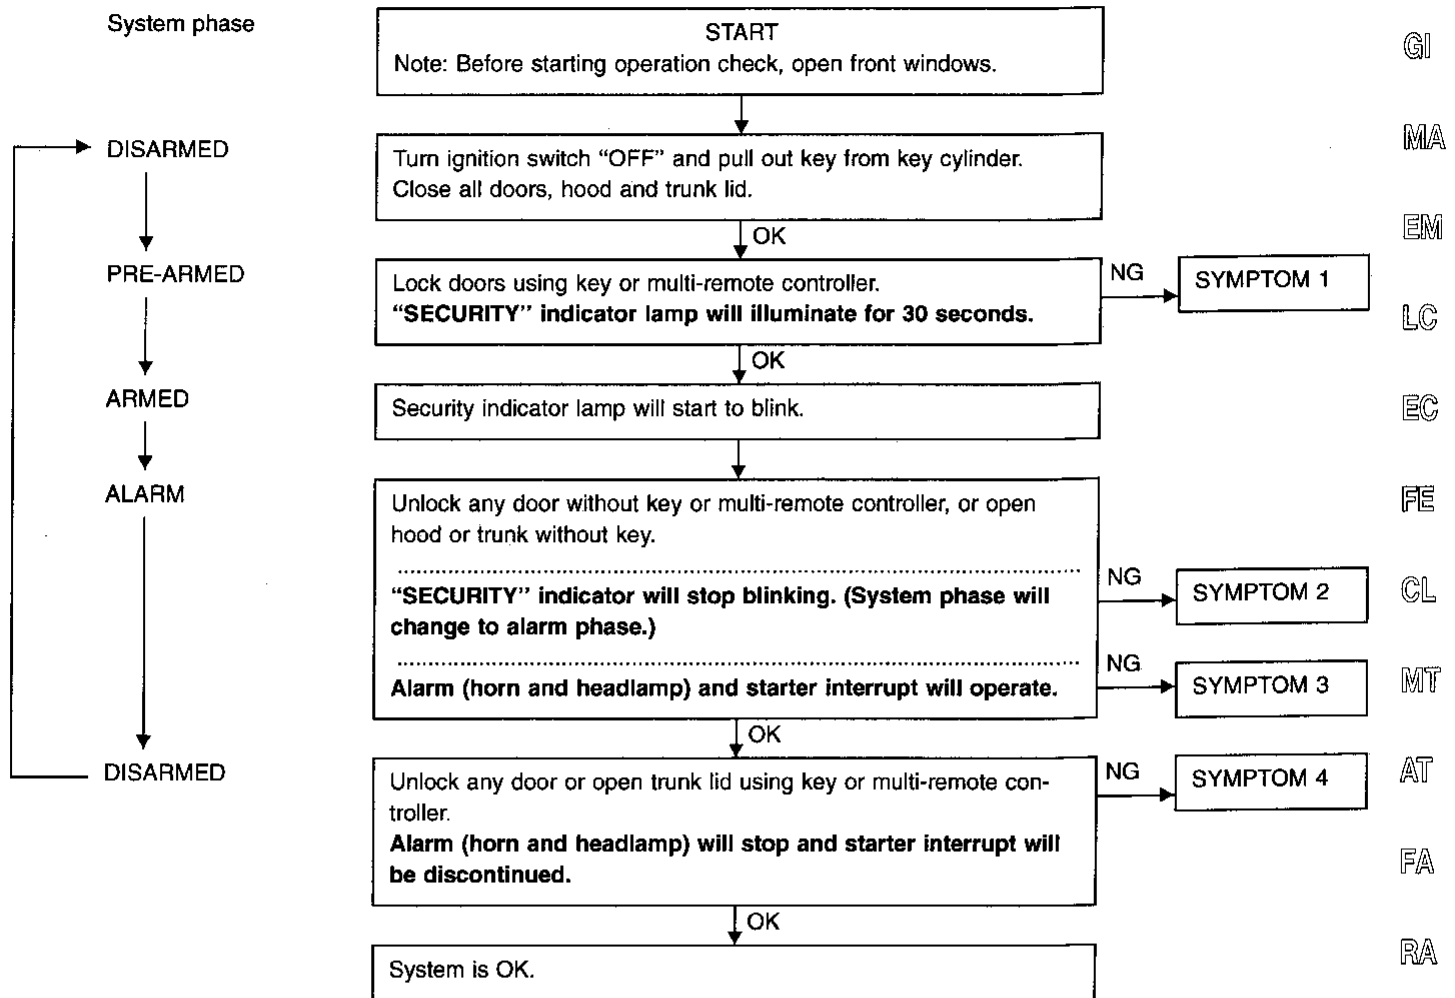 System phase
START
Note: Before starting operation check, open front windows.
GI
DISARMED
Turn ignition switch “OFF” and pull out key from key cylinder.
Close all doors, hood and trunk lid.
MA
OK
EM
PRE-ARMED
Lock doors using key or multi-remote controller.
“SECURITY” indicator lamp will illuminate for 30 seconds.
NG
SYMPTOM 1
LC
OK
ARMED
Security indicator lamp will start to blink.
EC
ALARM
Unlock any door without key or multi-remote controller, or open
hood or trunk without key.
FE
“SECURITY” indicator will stop blinking. (System phase will
change to alarm phase.)
NG
SYMPTOM 2
CL
Alarm (horn and headlamp) and starter interrupt will operate.
NG
SYMPTOM 3
MT
OK
DISARMED
Unlock any door or open trunk lid using key or multi-remote con-
troller.
Alarm (horn and headlamp) will stop and starter interrupt will
be discontinued.
NG
SYMPTOM 4
AT
FA
OK
System is OK.
RA